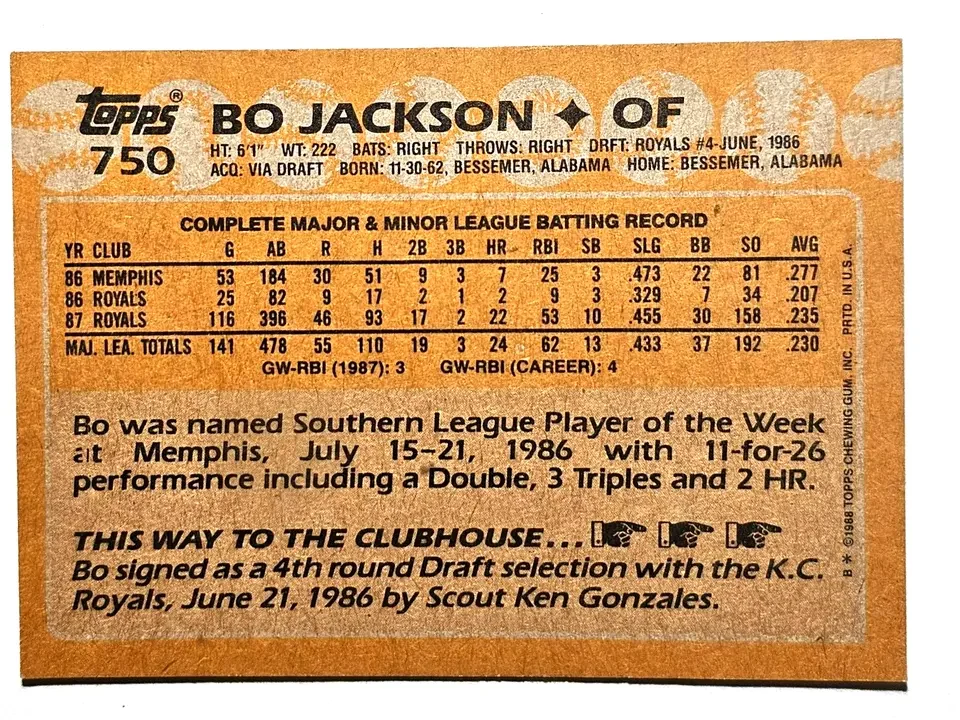 topps®
750
BO JACKSON ✦ OF
HT: 6'1" WT: 222 BATS: RIGHT THROWS: RIGHT DRFT: ROYALS #4-JUNE, 1986
ACQ: VIA DRAFT BORN: 11-30-62, BESSEMER, ALABAMA HOME: BESSEMER, ALABAMA
COMPLETE MAJOR & MINOR LEAGUE BATTING RECORD
YR CLUB G AB R H 2B 3B HR RBI SB SLG BB SO AVG
86 MEMPHIS 53 184 30 51 9 3 7 25 3 .473 22 81 .277
86 ROYALS 25 82 9 17 2 1 2 9 3 .329 7 34 .207
87 ROYALS 116 396 46 93 17 2 22 53 10 .455 30 158 .235
MAJ. LEA. TOTALS 141 478 55 110 19 3 24 62 13 .433 37 192 .230
GW-RBI (1987): 3 GW-RBI (CAREER): 4
Bo was named Southern League Player of the Week
at Memphis, July 15-21, 1986 with 11-for-26
performance including a Double, 3 Triples and 2 HR.
THIS WAY TO THE CLUBHOUSE...
Bo signed as a 4th round Draft selection with the K.C.
Royals, June 21, 1986 by Scout Ken Gonzales.
B * ©1988 TOPPS CHEWING GUM, INC. PRTD. IN U.S.A.